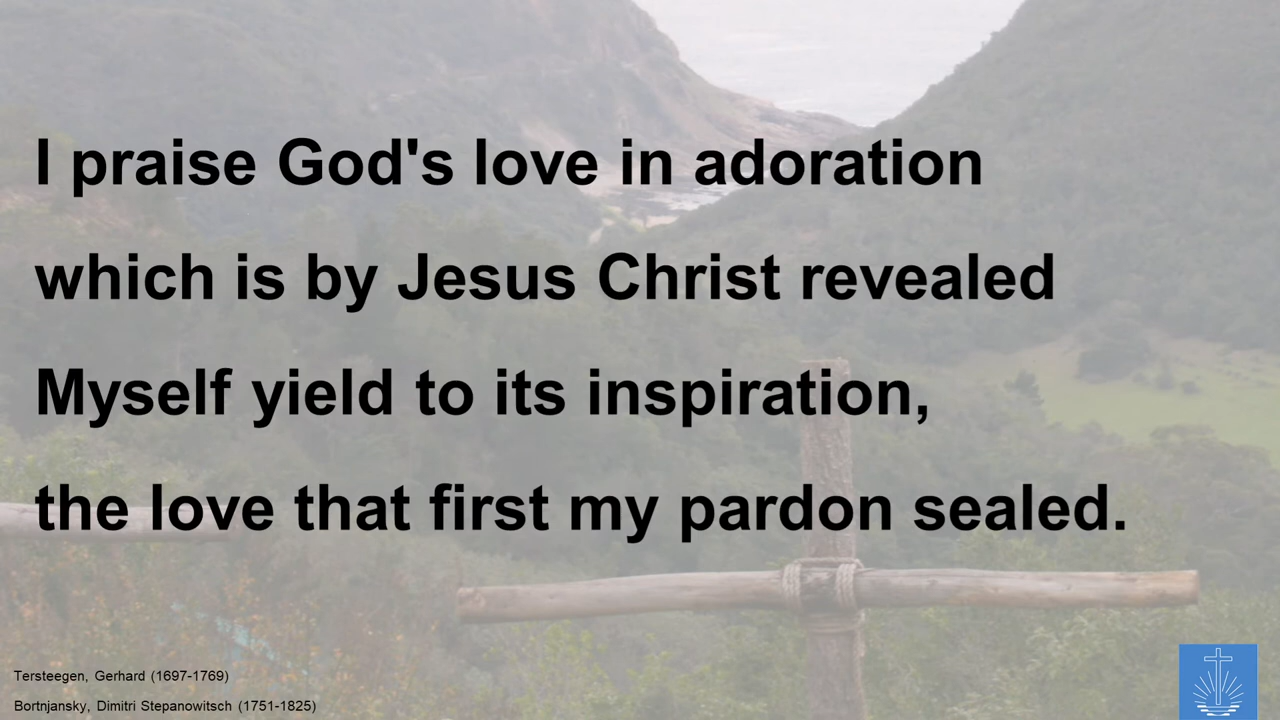 I praise God's love in adoration
which is by Jesus Christ revealed
Myself yield to its inspiration,
the love that first my pardon sealed.
Tersteegen, Gerhard (1697-1769)
Bortnjansky, Dimitri Stepanowitsch (1751-1825)